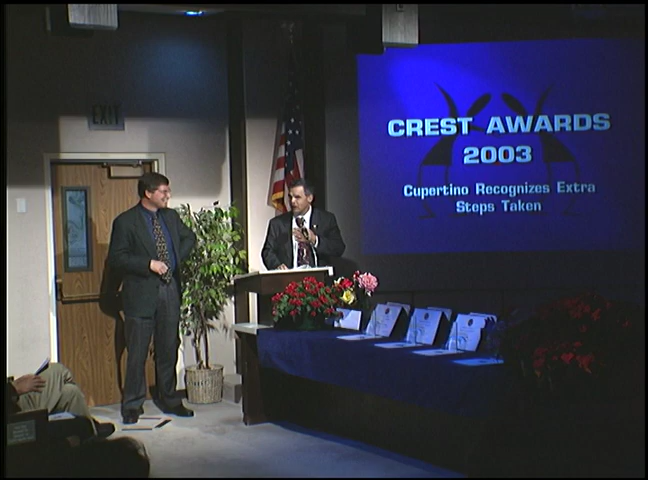 EXIT
CREST AWARDS
2003
Cupertino Recognizes Extra
Steps Taken